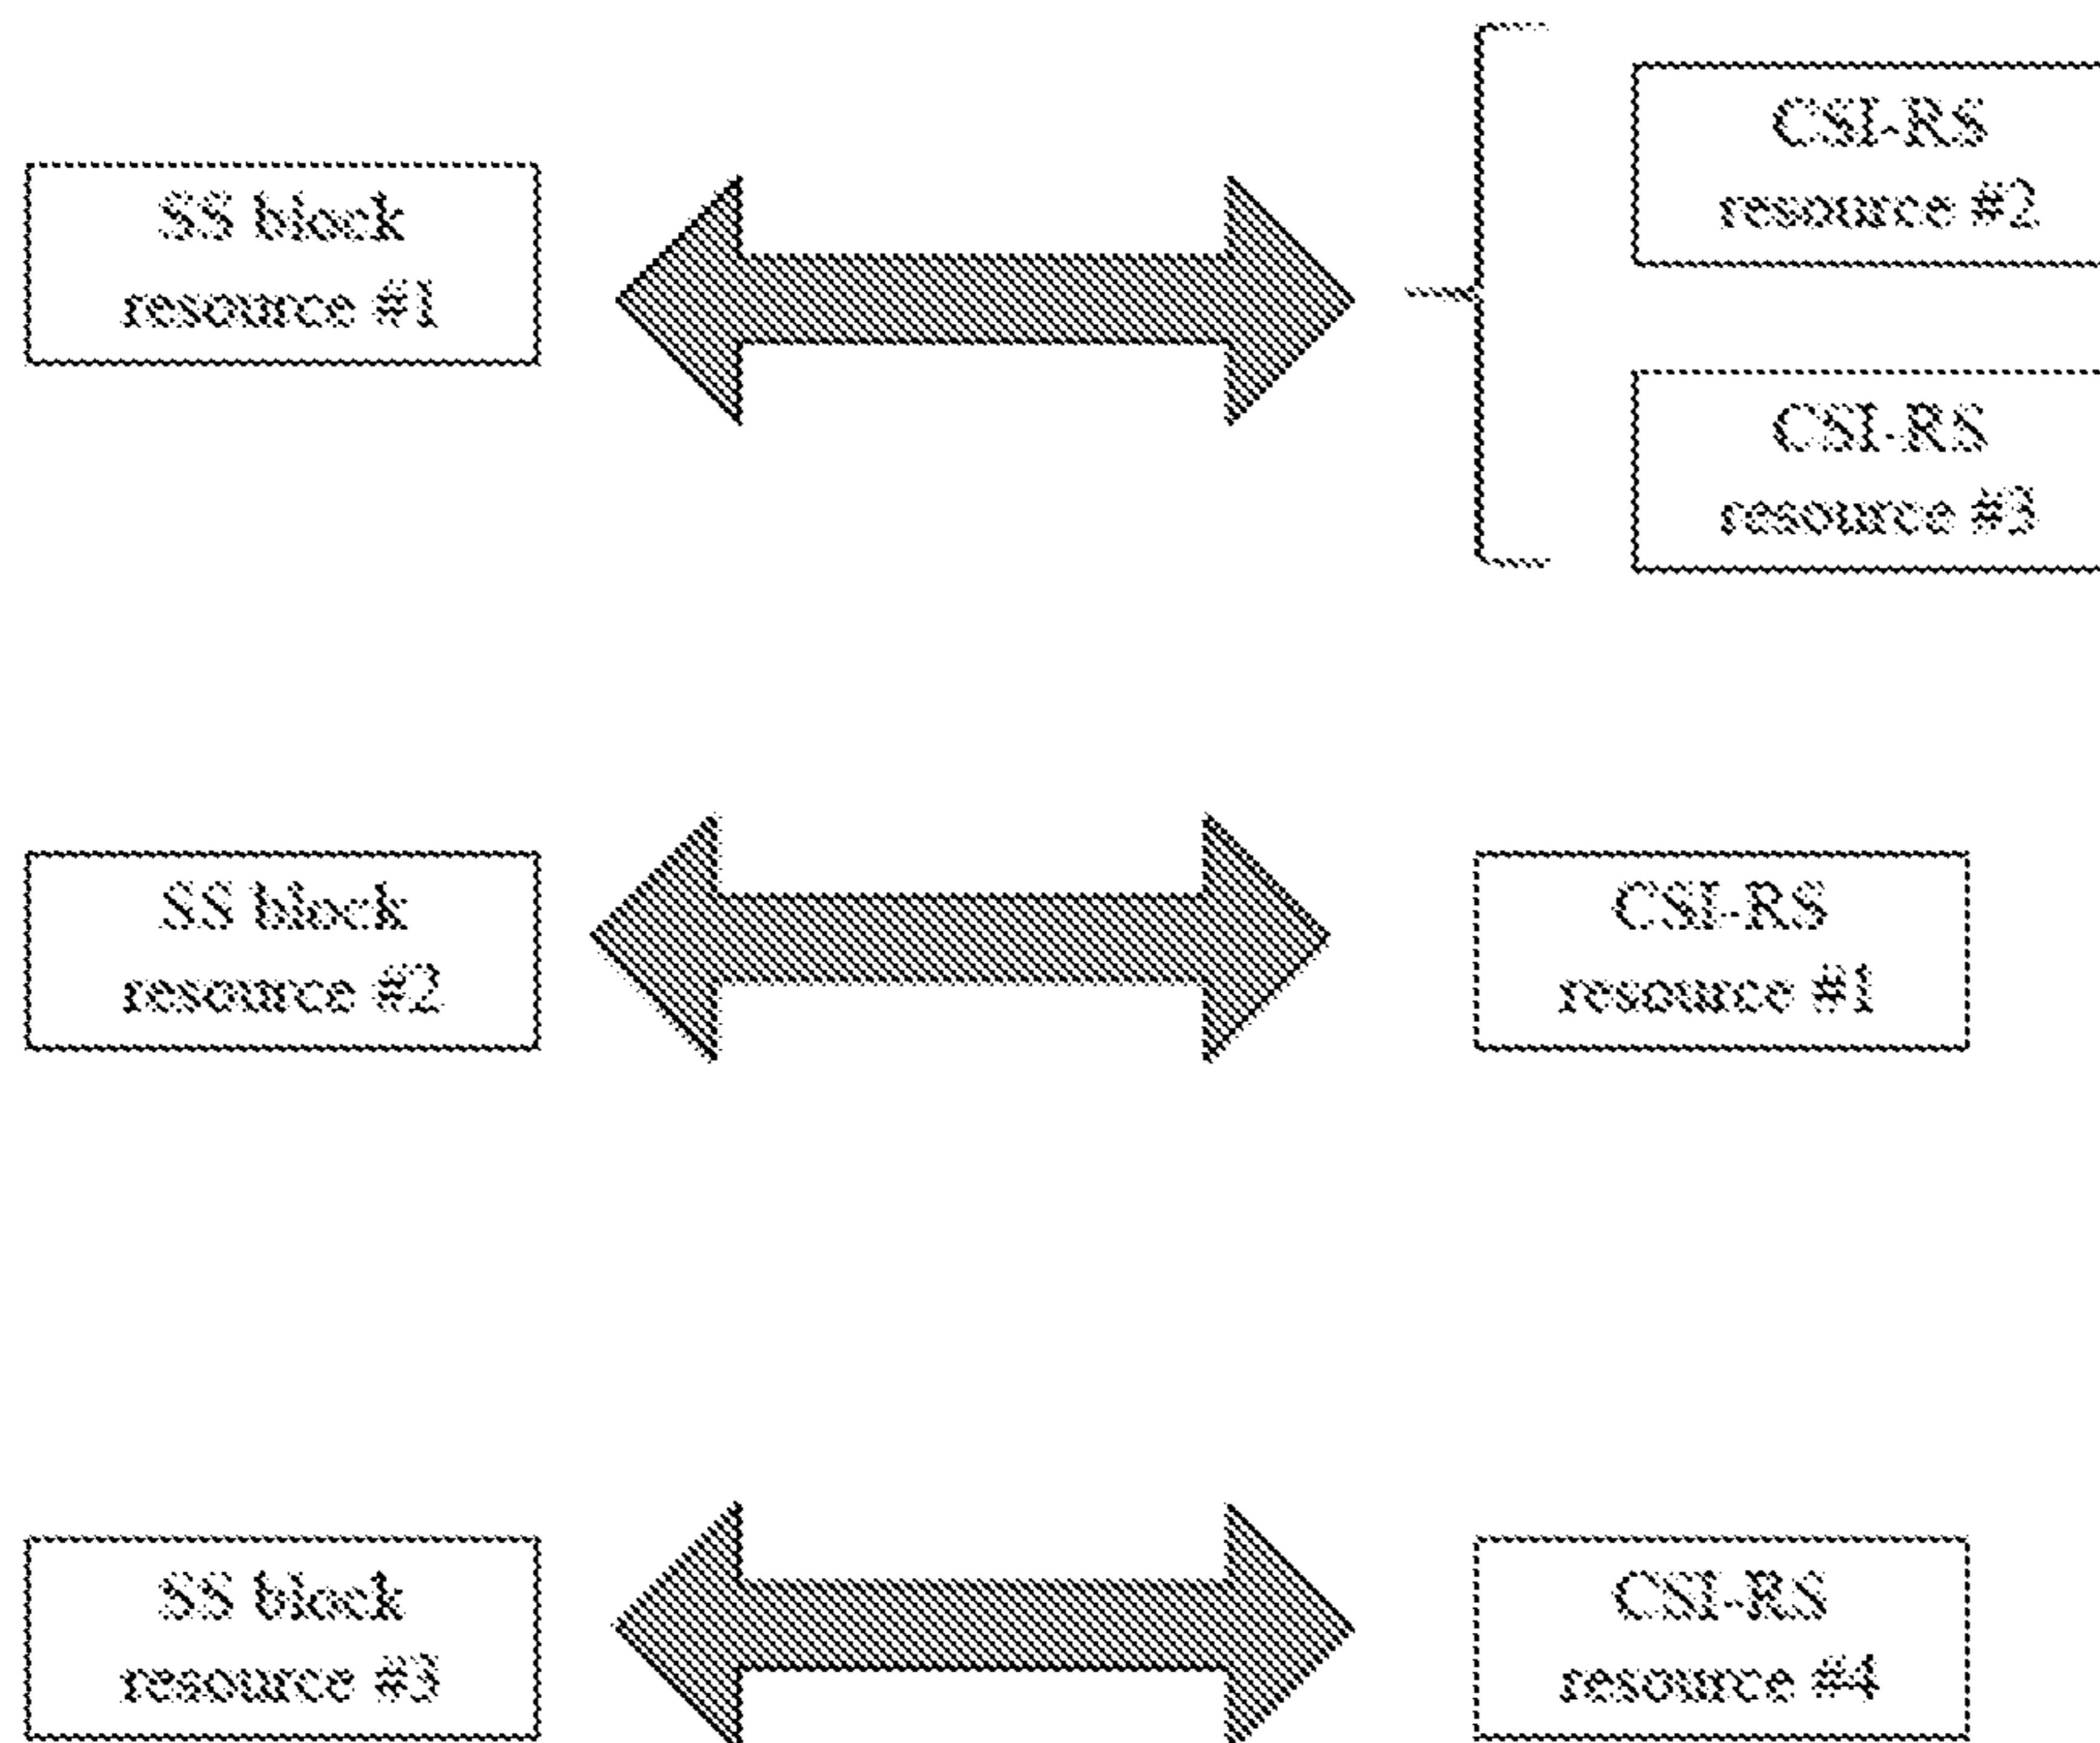 SS block
resource #1
CSI-RS
resource #2
CSI-RS
resource #3
SS block
resource #2
CSI-RS
resource #1
SS block
resource #3
CSI-RS
resource #4